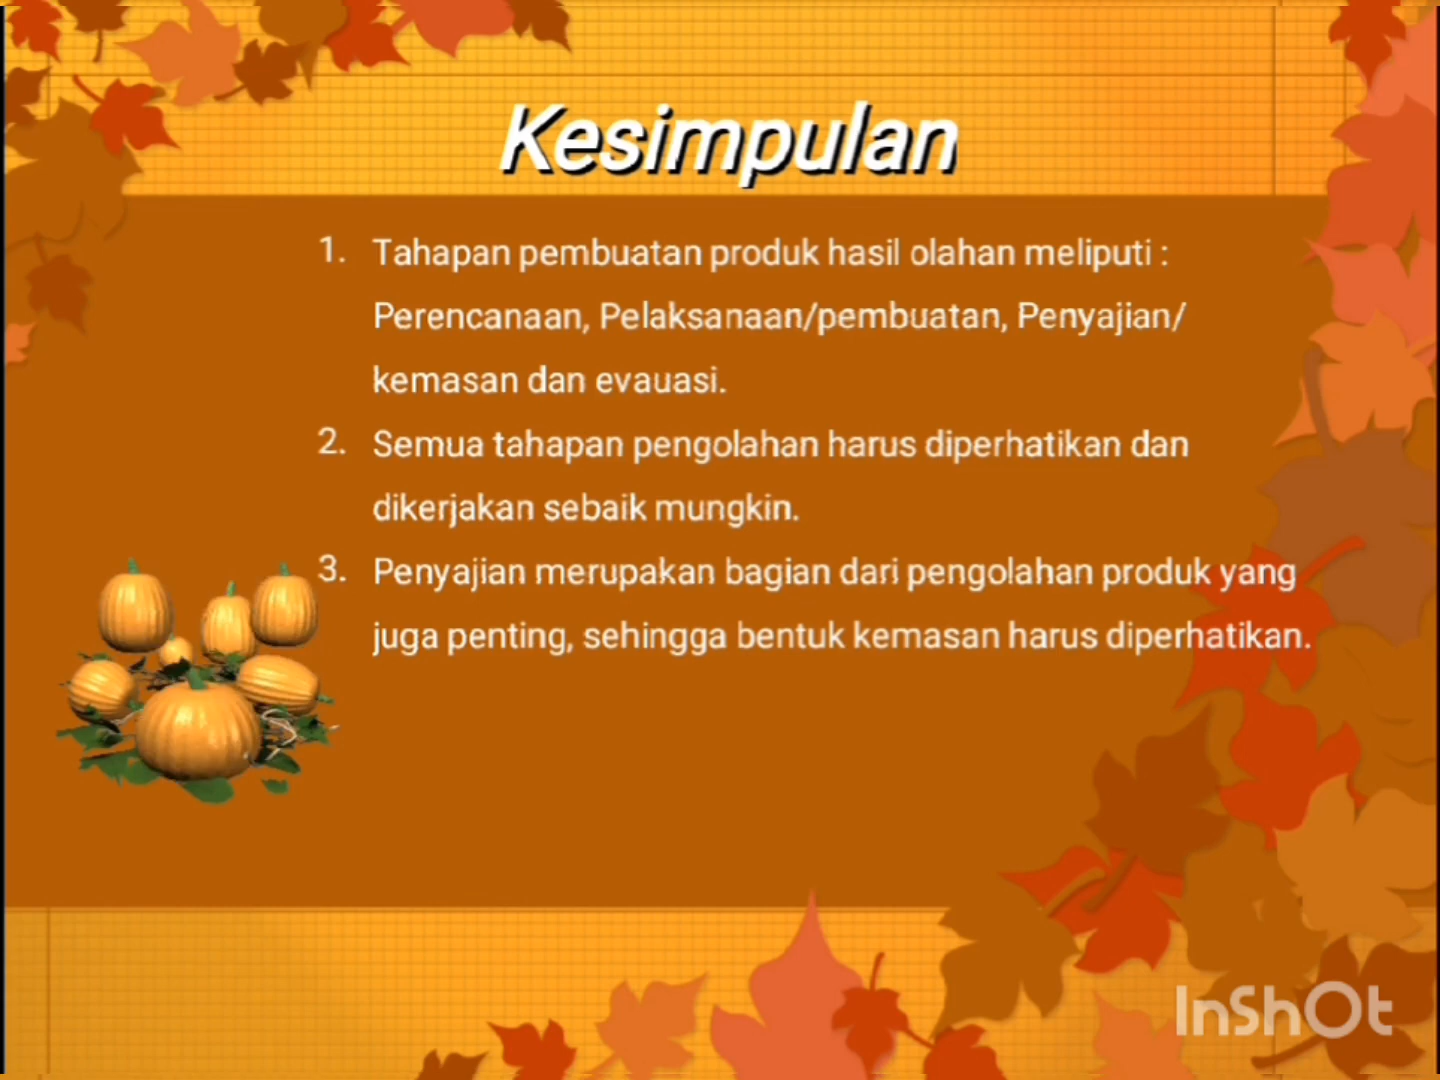 Kesimpulan
1. Tahapan pembuatan produk hasil olahan meliputi :
Perencanaan, Pelaksanaan/pembuatan, Penyajian/
kemasan dan evauasi.
2. Semua tahapan pengolahan harus diperhatikan dan
dikerjakan sebaik mungkin.
3. Penyajian merupakan bagian dari pengolahan produk yang
juga penting, sehingga bentuk kemasan harus diperhatikan.
InShOt